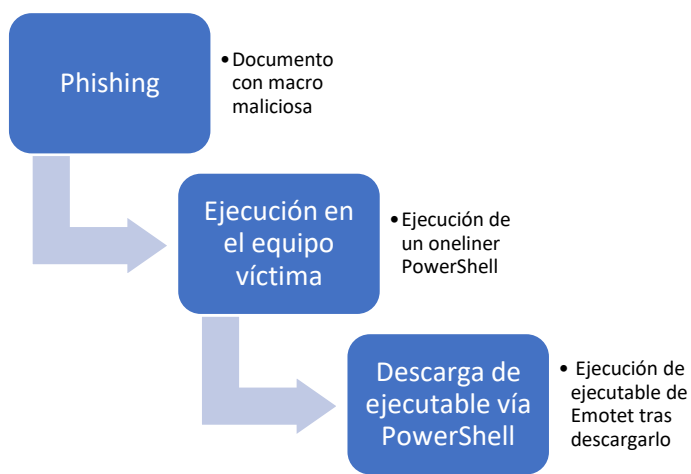 Phishing
•Documento
con macro
maliciosa
Ejecución en
el equipo
víctima
•Ejecución de
un oneliner
PowerShell
Descarga de
ejecutable vía
PowerShell
• Ejecución de
ejecutable de
Emotet tras
descargarlo